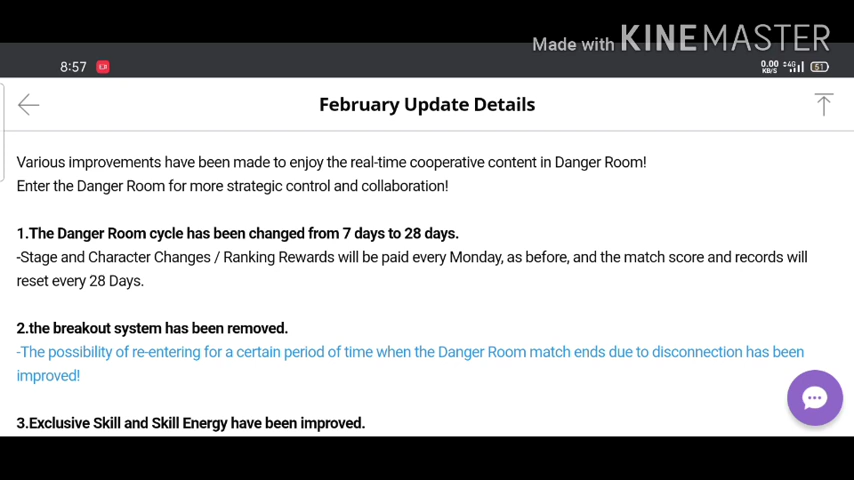 Made with KINEMASTER
8:57
0.00 KB/S 4G 51
February Update Details
Various improvements have been made to enjoy the real-time cooperative content in Danger Room!
Enter the Danger Room for more strategic control and collaboration!
1.The Danger Room cycle has been changed from 7 days to 28 days.
-Stage and Character Changes / Ranking Rewards will be paid every Monday, as before, and the match score and records will
reset every 28 Days.
2.the breakout system has been removed.
-The possibility of re-entering for a certain period of time when the Danger Room match ends due to disconnection has been
improved!
3.Exclusive Skill and Skill Energy have been improved.